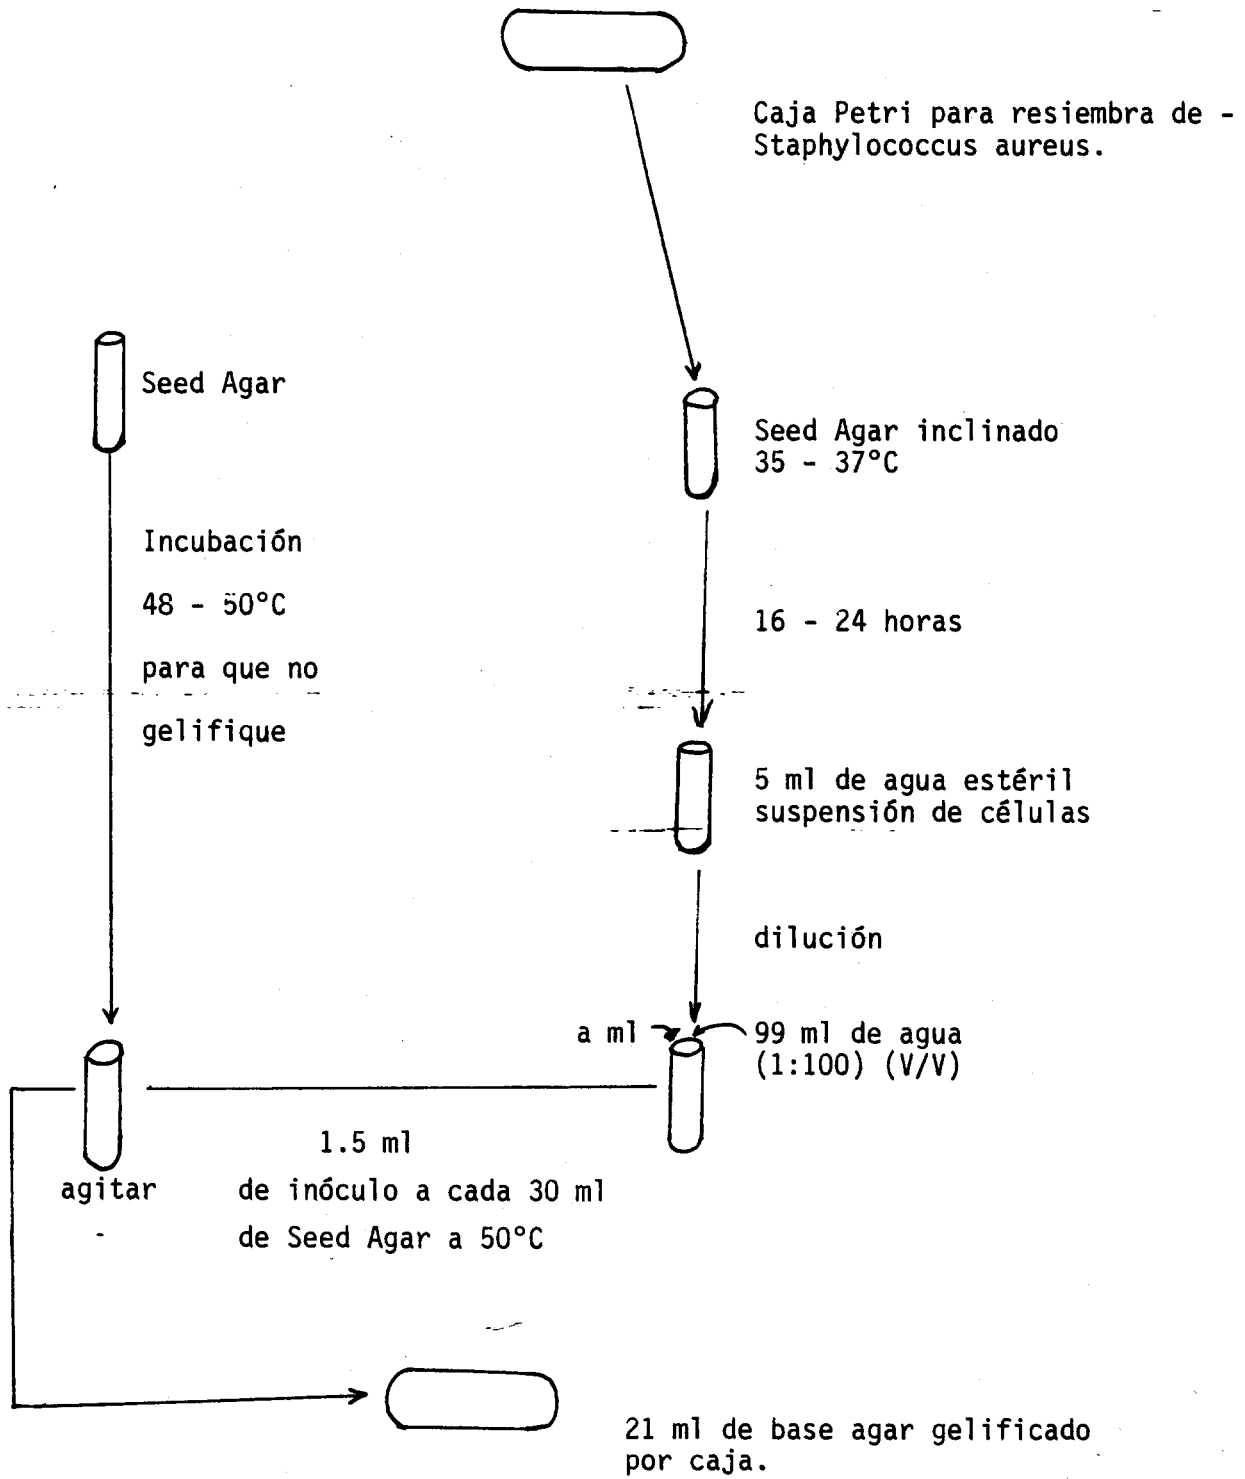 Caja Petri para resiembra de -
Staphylococcus aureus.
Seed Agar
Seed Agar inclinado
35 - 37°C
Incubación
48 - 50°C
para que no
gelifique
16 - 24 horas
5 ml de agua estéril
suspensión de células
dilución
a ml
99 ml de agua
(1:100) (V/V)
1.5 ml
de inóculo a cada 30 ml
de Seed Agar a 50°C
agitar
21 ml de base agar gelificado
por caja.